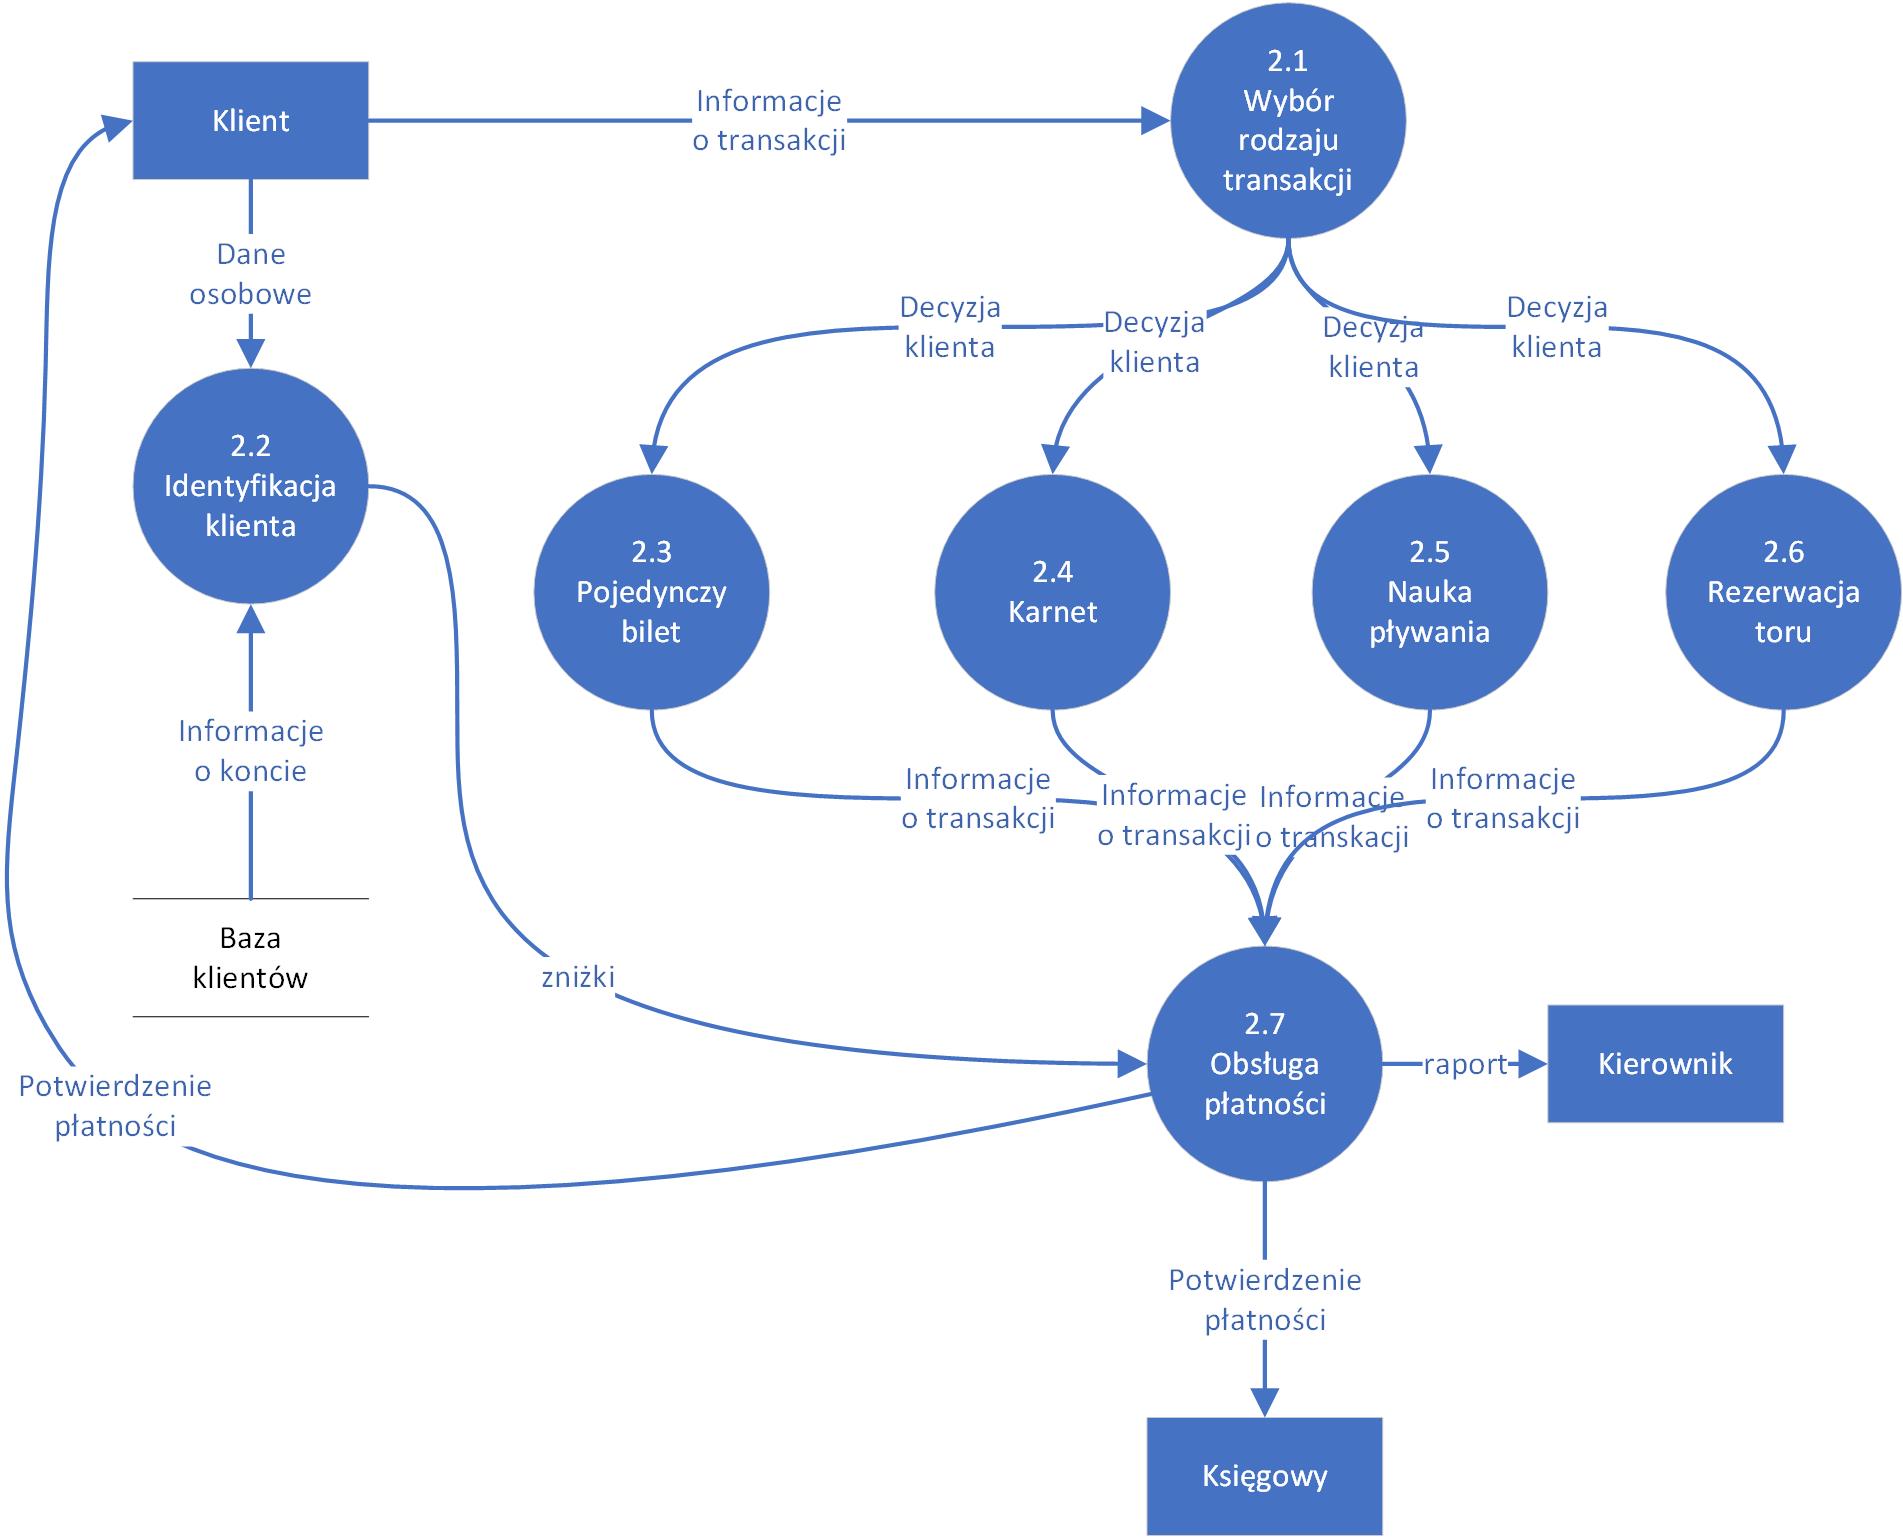 Klient
Informacje
o transakcji
2.1
Wybór
rodzaju
transakcji
Dane
osobowe
Decyzja
klienta
Decyzja
klienta
Decyzja
klienta
Decyzja
klienta
2.2
Identyfikacja
klienta
2.3
Pojedynczy
bilet
2.4
Karnet
2.5
Nauka
pływania
2.6
Rezerwacja
toru
Informacje
o koncie
Informacje
o transakcji
Informacje
o transakcji
Informacje
o transkacji
Informacje
o transakcji
Baza
klientów
zniżki
2.7
Obsługa
płatności
raport
Kierownik
Potwierdzenie
płatności
Potwierdzenie
płatności
Księgowy